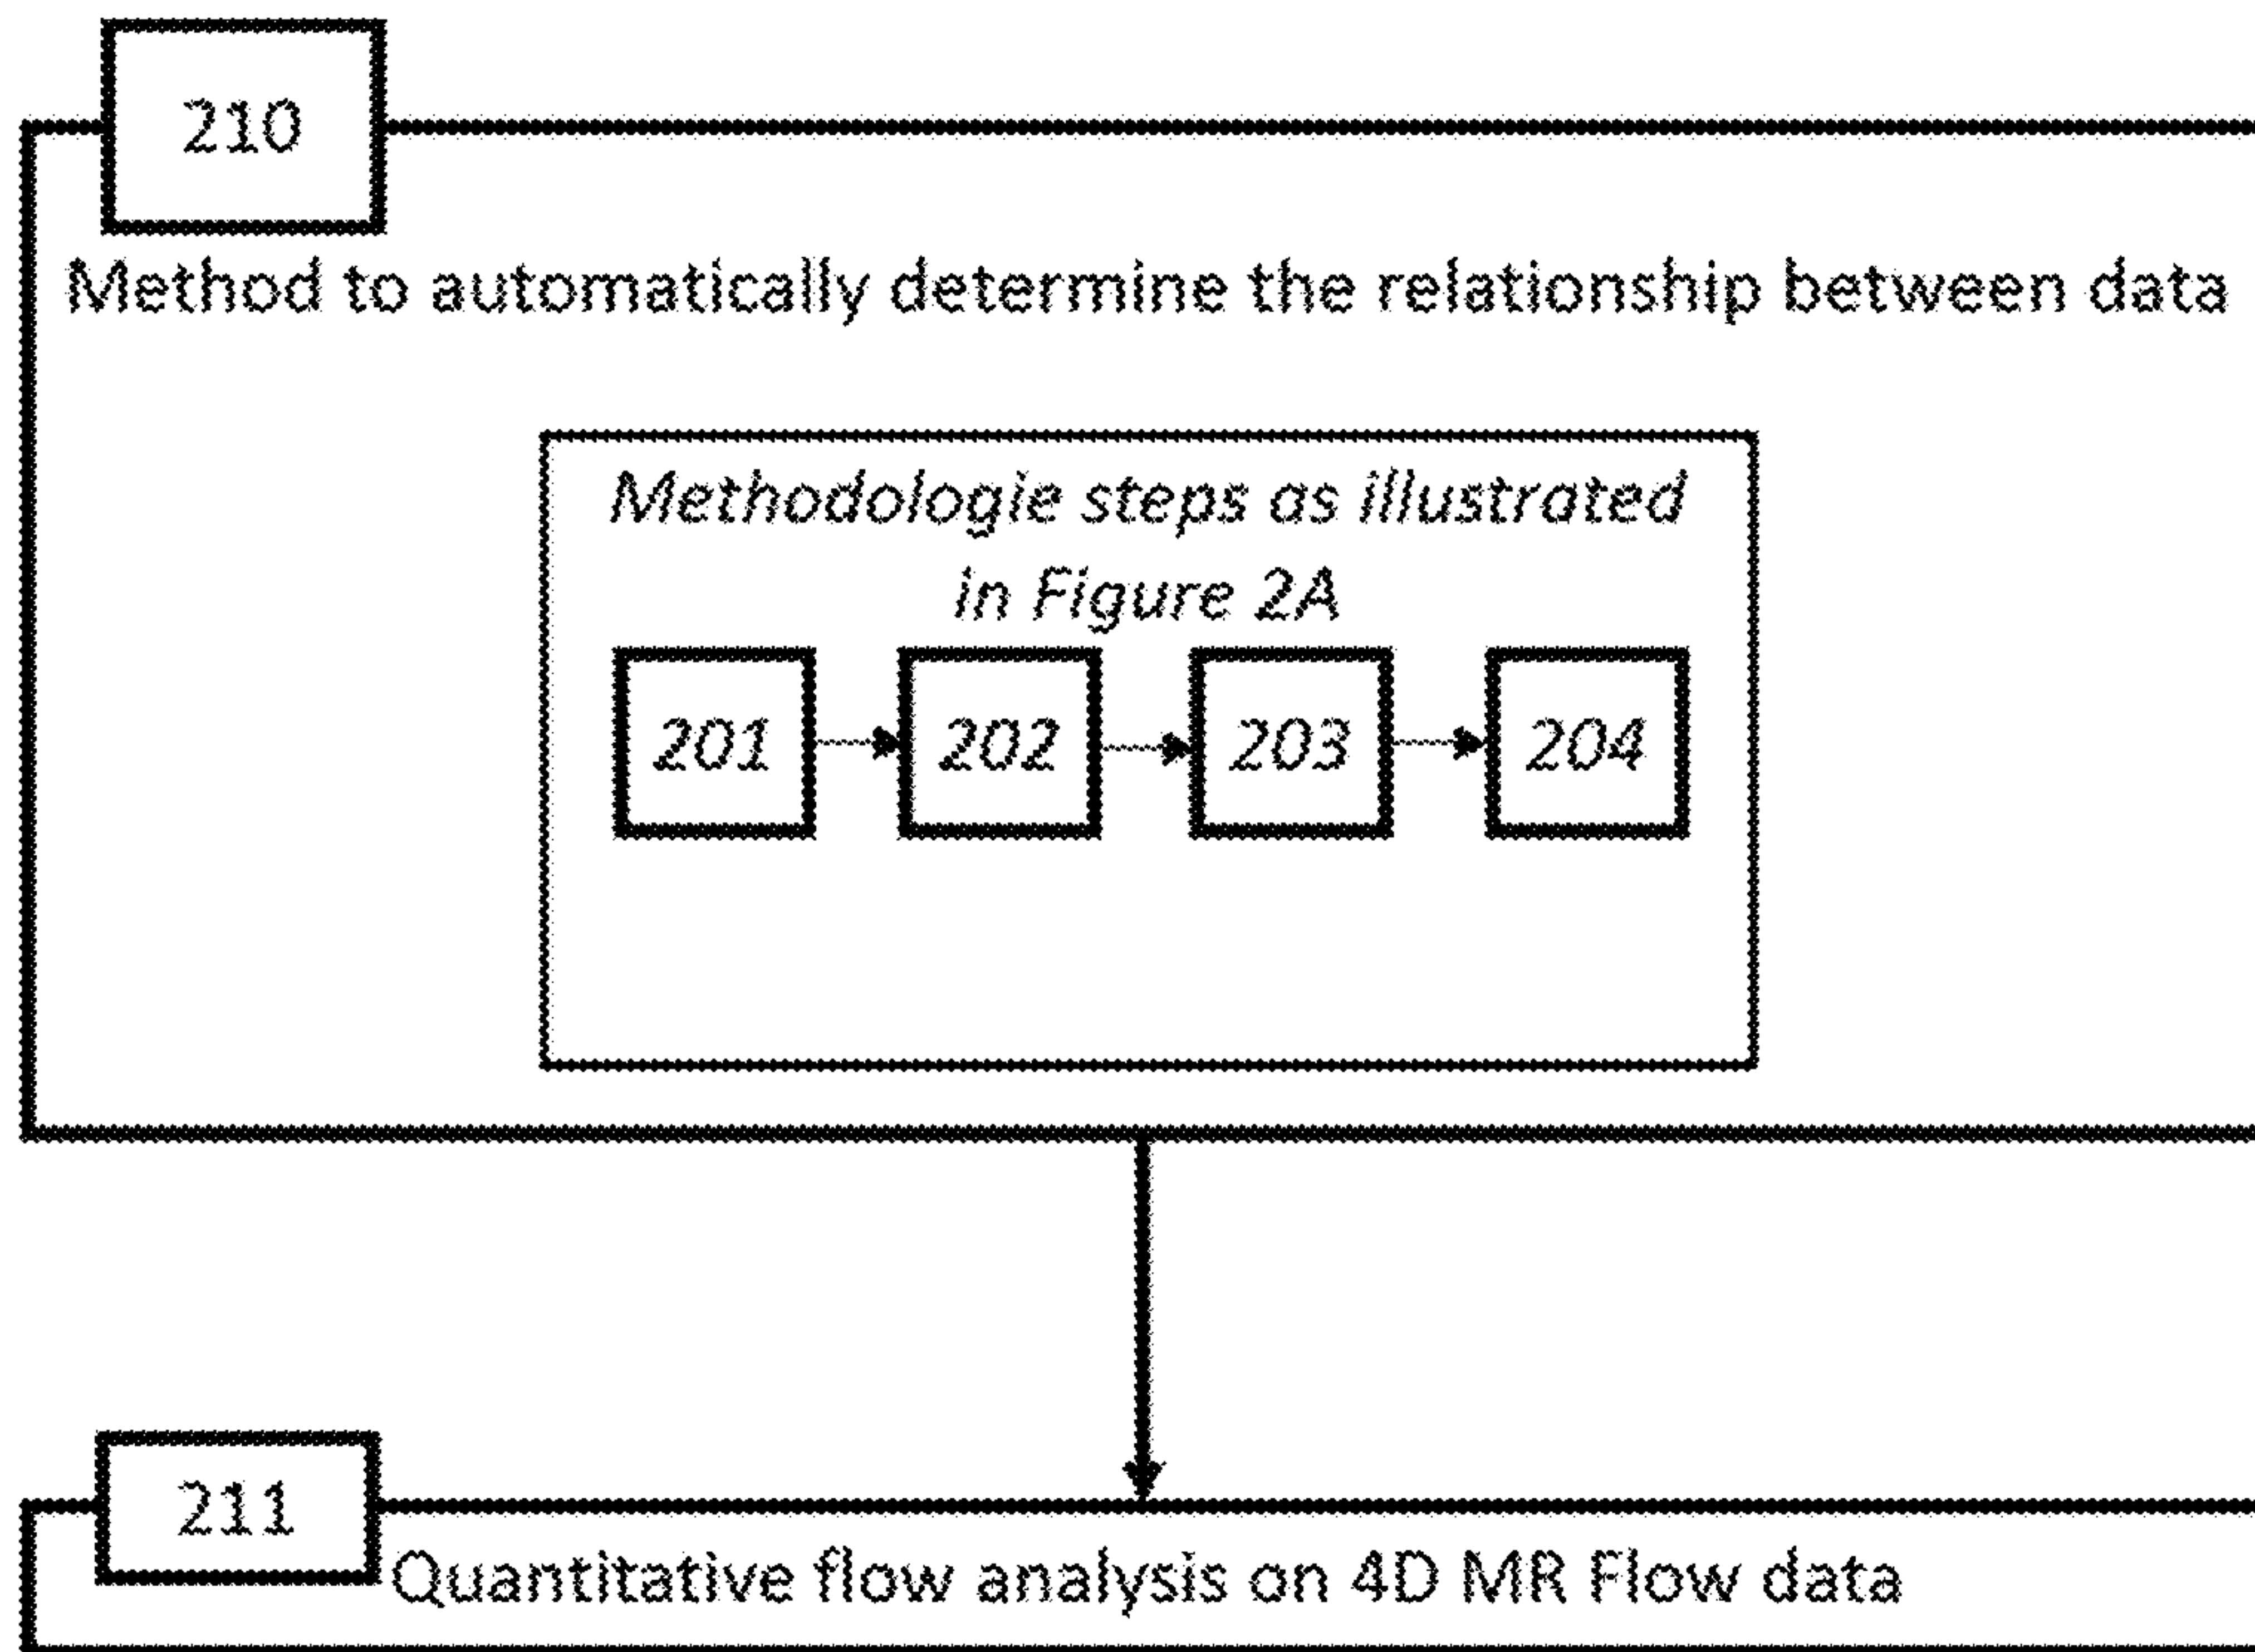 210
Method to automatically determine the relationship between data
Methodologie steps as illustrated
in Figure 2A
201 202 203 204
211
Quantitative flow analysis on 4D MR Flow data